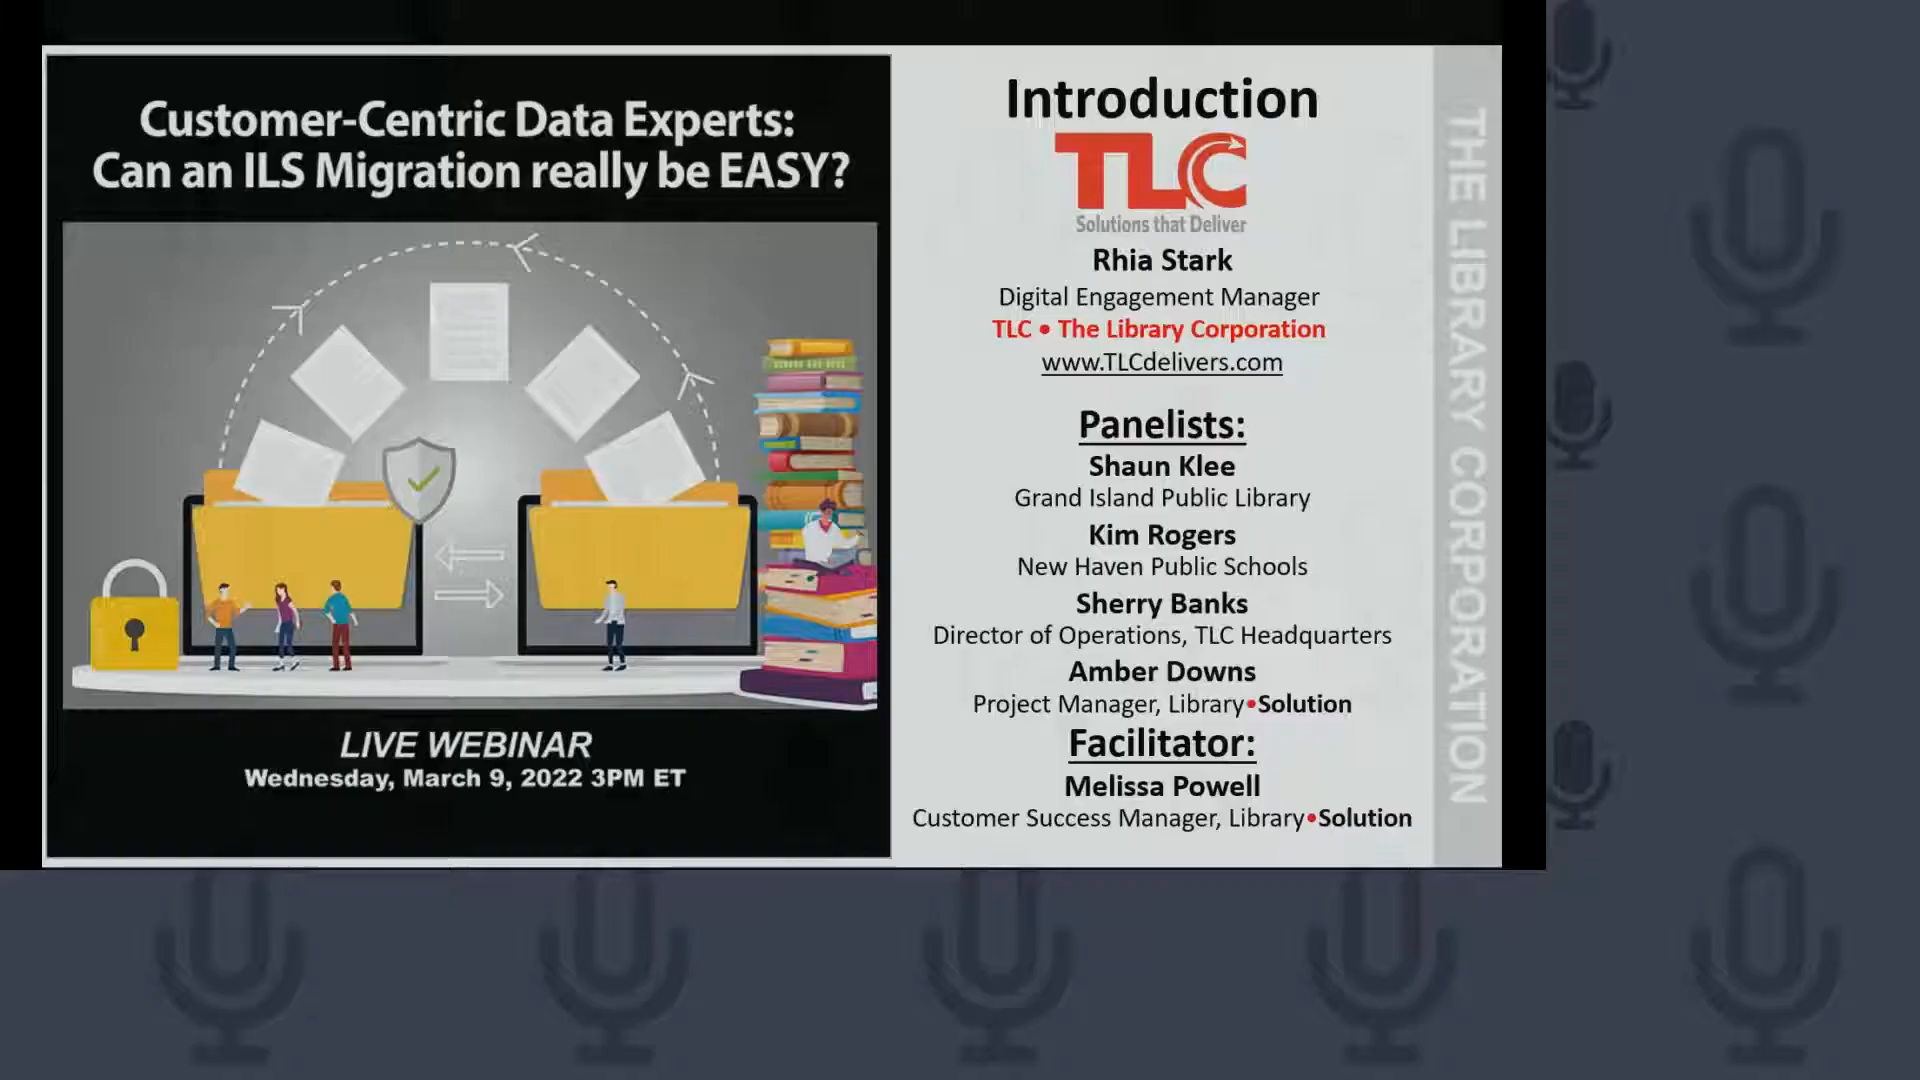 Customer-Centric Data Experts:
Can an ILS Migration really be EASY?
LIVE WEBINAR
Wednesday, March 9, 2022 3PM ET
Introduction
TLC
Solutions that Deliver
Rhia Stark
Digital Engagement Manager
TLC • The Library Corporation
www.TLCdelivers.com
Panelists:
Shaun Klee
Grand Island Public Library
Kim Rogers
New Haven Public Schools
Sherry Banks
Director of Operations, TLC Headquarters
Amber Downs
Project Manager, Library•Solution
Facilitator:
Melissa Powell
Customer Success Manager, Library•Solution
THE LIBRARY CORPORATION